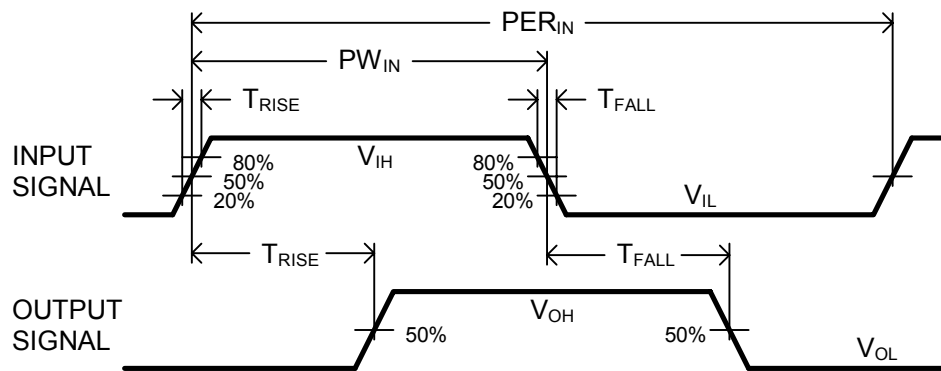 PER_IN
PW_IN
T_RISE
T_FALL
INPUT
SIGNAL
V_IH
80%
50%
20%
80%
50%
20%
V_IL
T_RISE
T_FALL
OUTPUT
SIGNAL
V_OH
50%
50%
V_OL